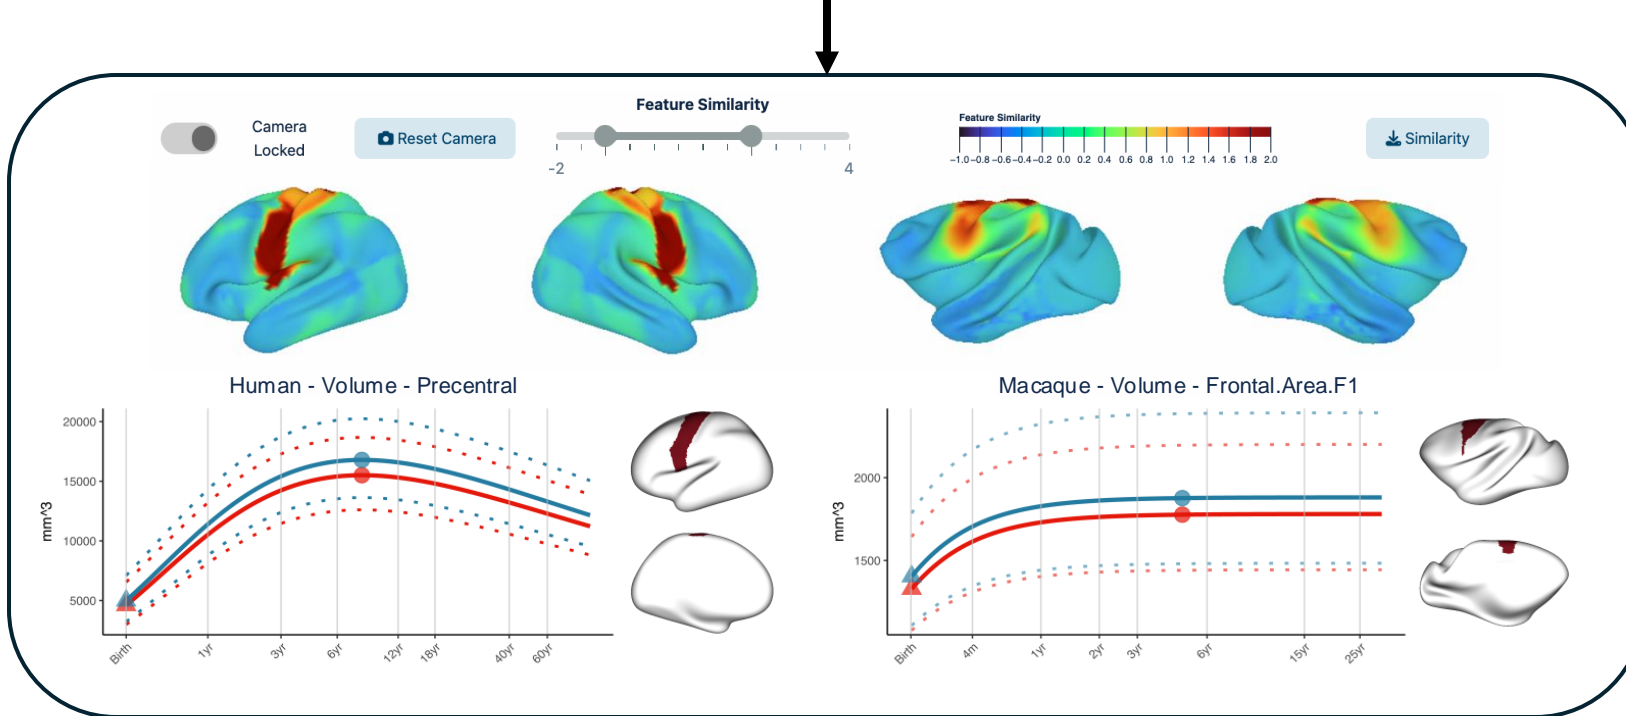 Feature Similarity
Camera
Locked
Reset Camera
-2
4
Feature Similarity
−1.0 −0.8 −0.6 −0.4 −0.2 0.0 0.2 0.4 0.6 0.8 1.0 1.2 1.4 1.6 1.8 2.0
Similarity
Human - Volume - Precentral
20000
15000
10000
5000
mm^3
Birth 1yr 3yr 6yr 12yr 18yr 40yr 60yr
Macaque - Volume - Frontal.Area.F1
2000
1500
mm^3
Birth 4m 1yr 2yr 3yr 6yr 15yr 25yr